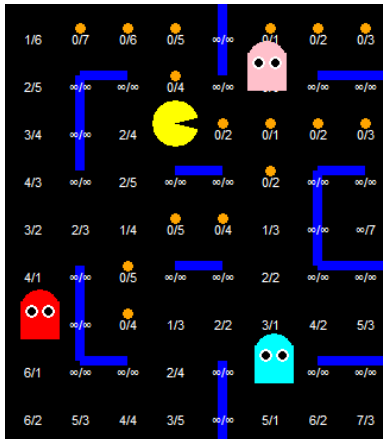 1/6 0/7 0/6 0/5 ∞/∞ 0/1 0/2 0/3
2/5 ∞/∞ ∞/∞ 0/4 ∞/∞ ∞/∞ ∞/∞
3/4 ∞/∞ 2/4 0/2 0/1 0/2 0/3
4/3 ∞/∞ 2/5 ∞/∞ ∞/∞ 0/2 ∞/∞ ∞/∞
3/2 2/3 1/4 0/5 0/4 1/3 ∞/∞ ∞/7
4/1 ∞/∞ 0/5 ∞/∞ ∞/∞ 2/2 ∞/∞ ∞/∞
∞/∞ 0/4 1/3 2/2 3/1 4/2 5/3
6/1 ∞/∞ ∞/∞ 2/4 ∞/∞ ∞/∞ ∞/∞
6/2 5/3 4/4 3/5 ∞/∞ 5/1 6/2 7/3